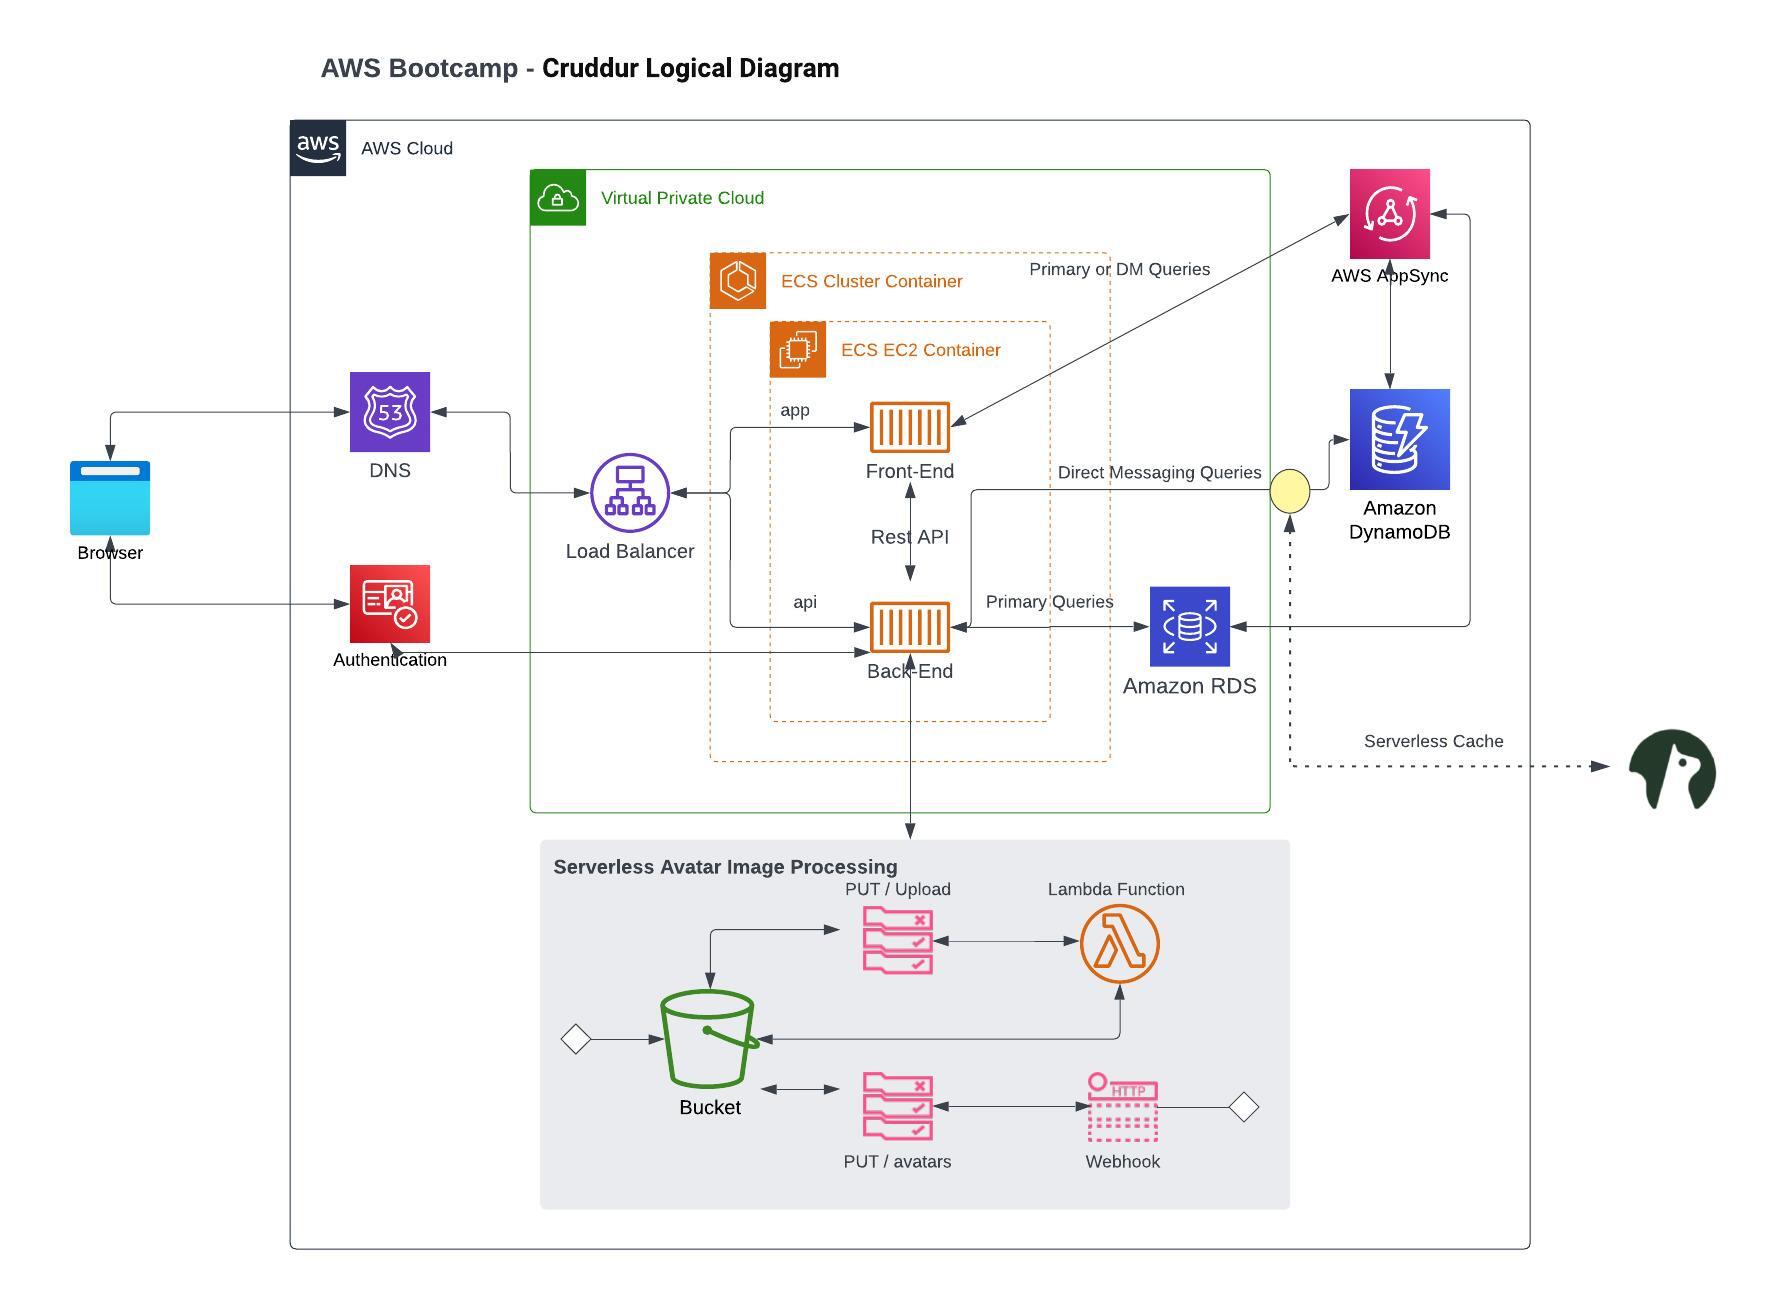 AWS Bootcamp - Cruddur Logical Diagram
aws
AWS Cloud
Virtual Private Cloud
ECS Cluster Container
Primary or DM Queries
AWS AppSync
ECS EC2 Container
53
DNS
app
Front-End
Direct Messaging Queries
Amazon
DynamoDB
Browser
Load Balancer
Rest API
api
Primary Queries
Authentication
Back-End
Amazon RDS
Serverless Cache
Serverless Avatar Image Processing
PUT / Upload
Lambda Function
Bucket
HTTP
PUT / avatars
Webhook